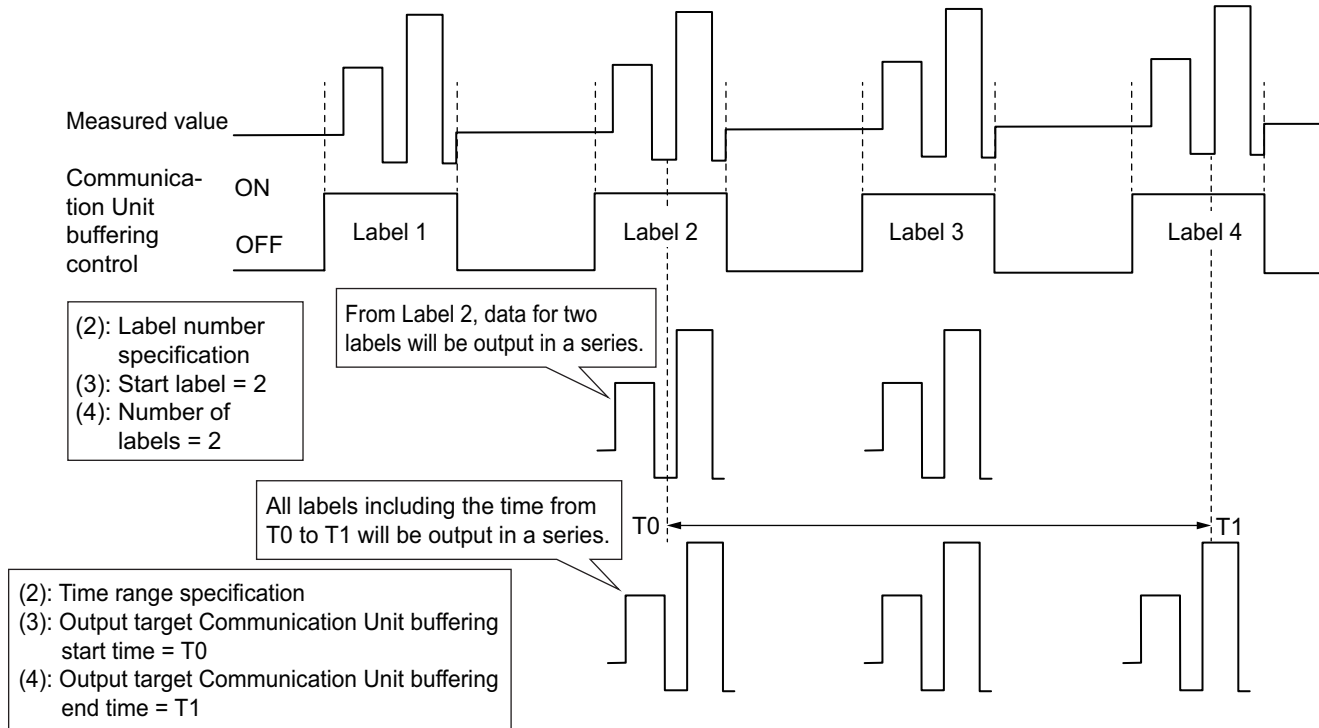 Measured value
Communica-
tion Unit
buffering
control
ON
OFF
Label 1
Label 2
Label 3
Label 4
(2): Label number
specification
(3): Start label = 2
(4): Number of
labels = 2
From Label 2, data for two
labels will be output in a series.
All labels including the time from
T0 to T1 will be output in a series.
T0
T1
(2): Time range specification
(3): Output target Communication Unit buffering
start time = T0
(4): Output target Communication Unit buffering
end time = T1